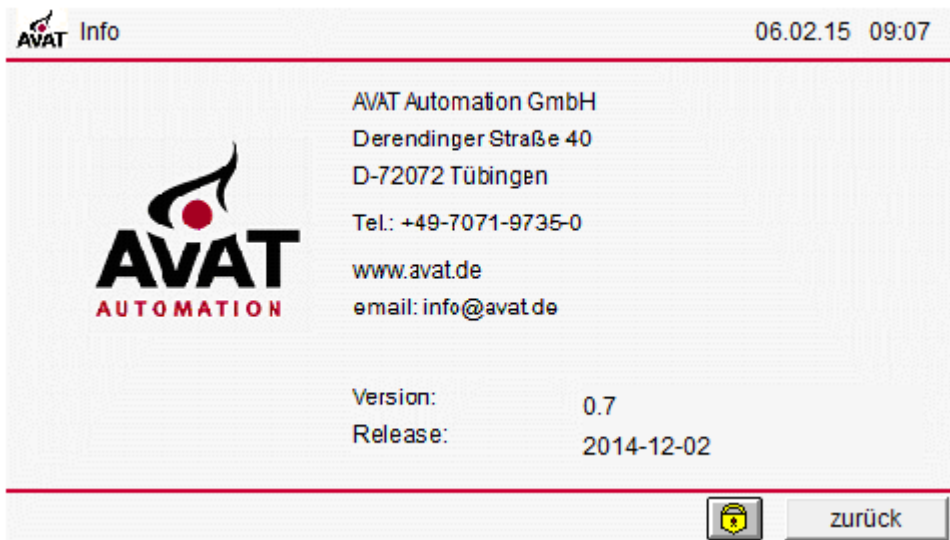 AVAT Info 06.02.15 09:07
AVAT Automation GmbH
Derendinger Straße 40
D-72072 Tübingen
Tel.: +49-7071-9735-0
www.avat.de
email: info@avat.de
AVAT
AUTOMATION
Version: 0.7
Release: 2014-12-02
zurück